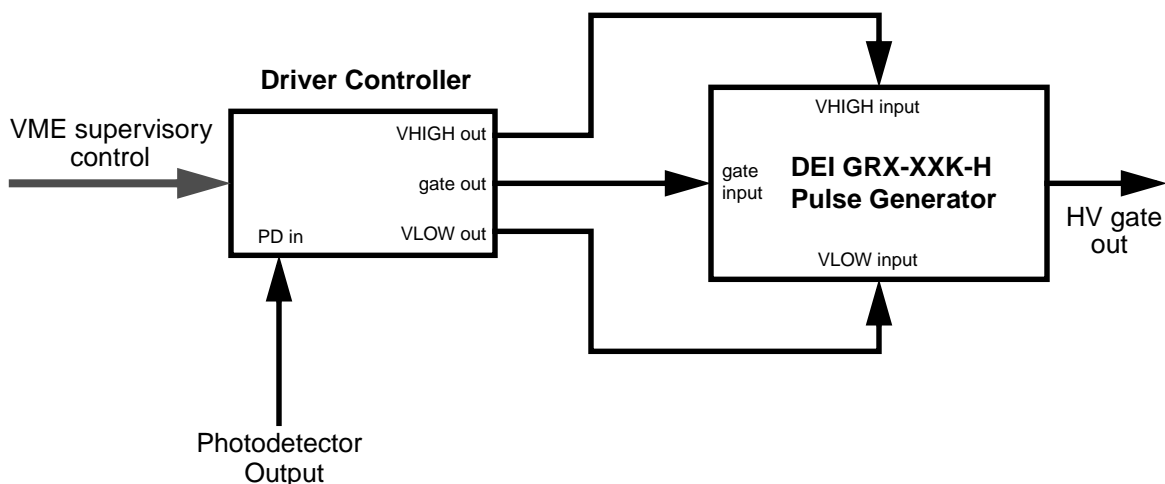 Driver Controller
VME supervisory
control
VHIGH out
gate out
VLOW out
PD in
Photodetector
Output
VHIGH input
gate
input
DEI GRX-XXK-H
Pulse Generator
VLOW input
HV gate
out